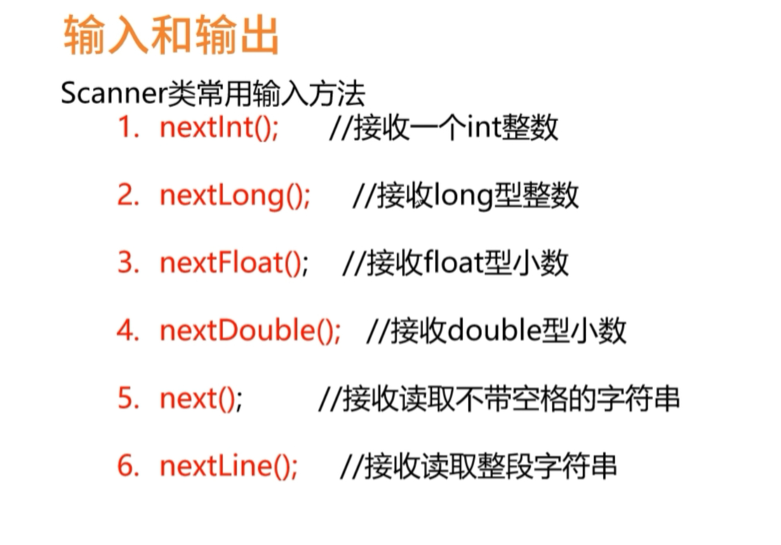 输入和输出
Scanner类常用输入方法
1. nextInt(); //接收一个int整数
2. nextLong(); //接收long型整数
3. nextFloat(); //接收float型小数
4. nextDouble(); //接收double型小数
5. next(); //接收读取不带空格的字符串
6. nextLine(); //接收读取整段字符串